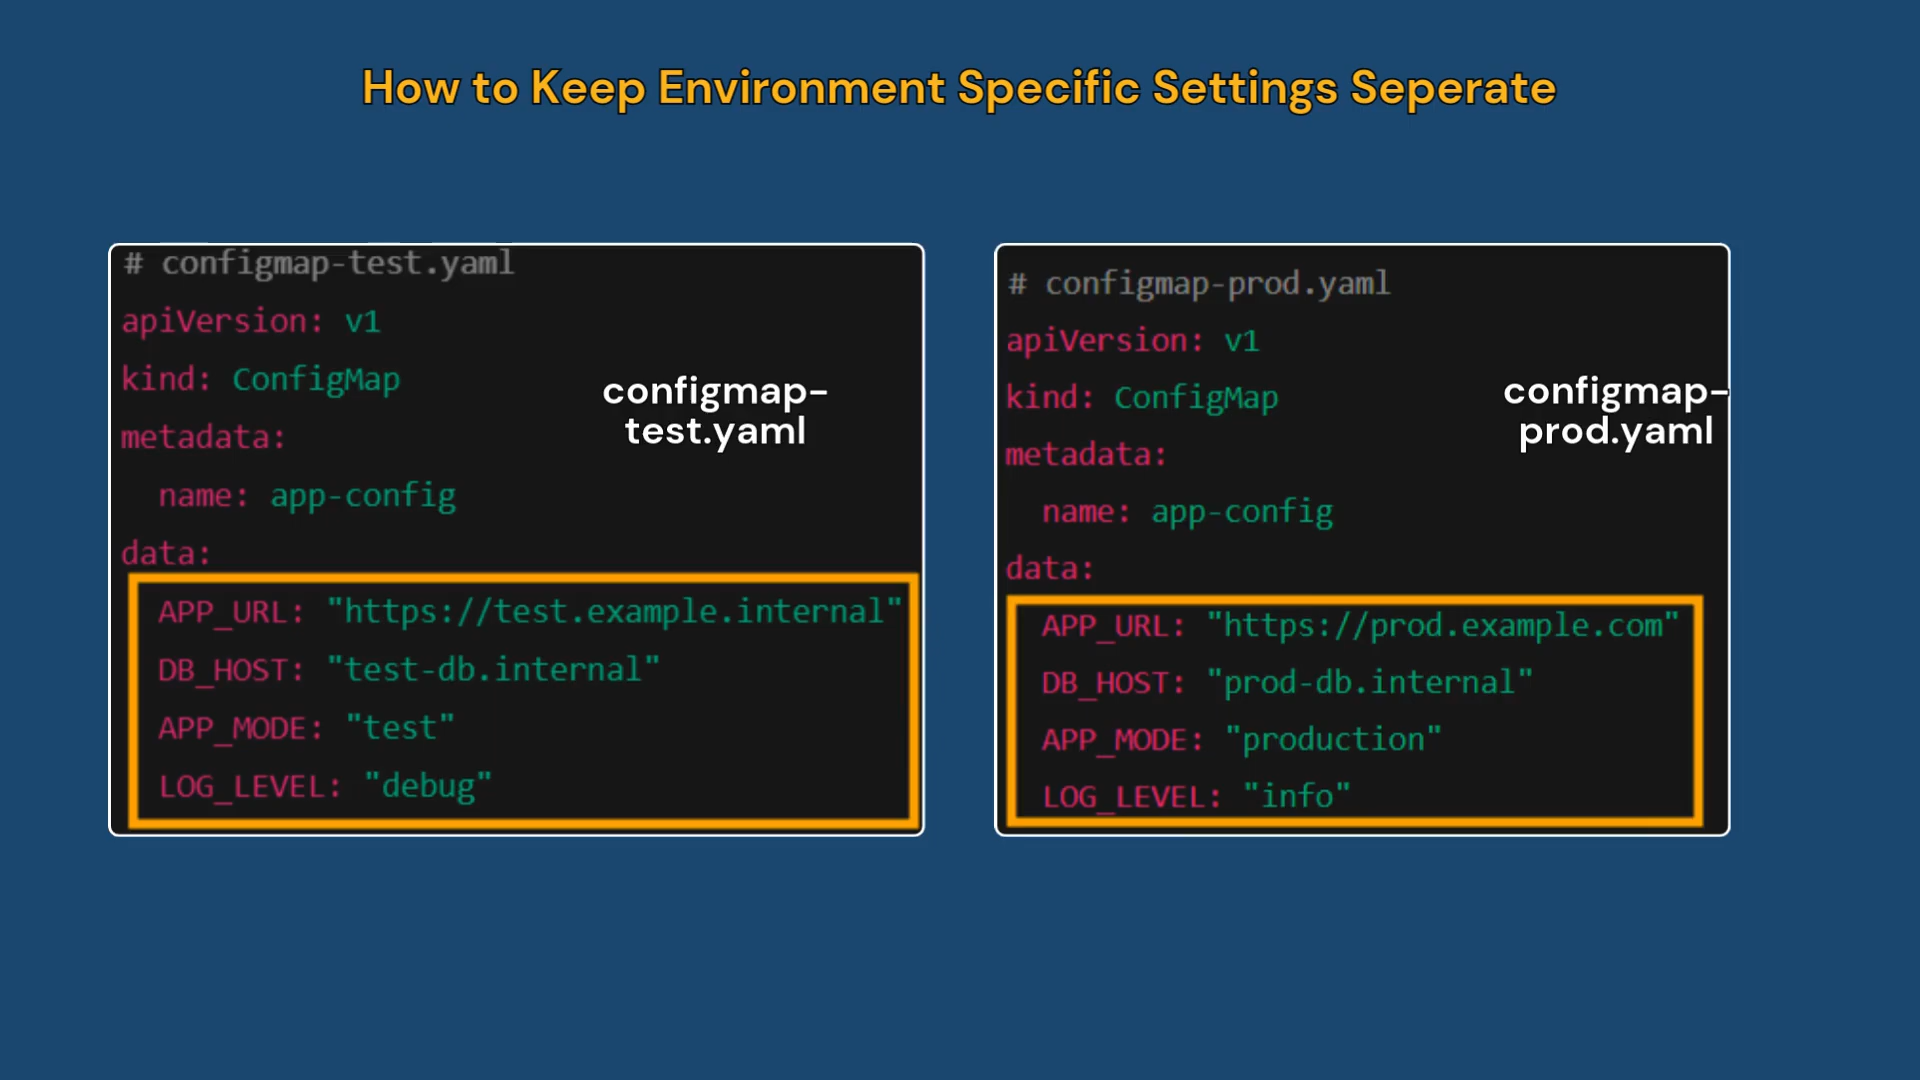 How to Keep Environment Specific Settings Seperate
# configmap-test.yaml
apiVersion: v1
kind: ConfigMap
metadata:
  name: app-config
data:
  APP_URL: "https://test.example.internal"
  DB_HOST: "test-db.internal"
  APP_MODE: "test"
  LOG_LEVEL: "debug"
configmap-
test.yaml
# configmap-prod.yaml
apiVersion: v1
kind: ConfigMap
metadata:
  name: app-config
data:
  APP_URL: "https://prod.example.com"
  DB_HOST: "prod-db.internal"
  APP_MODE: "production"
  LOG_LEVEL: "info"
configmap-
prod.yaml